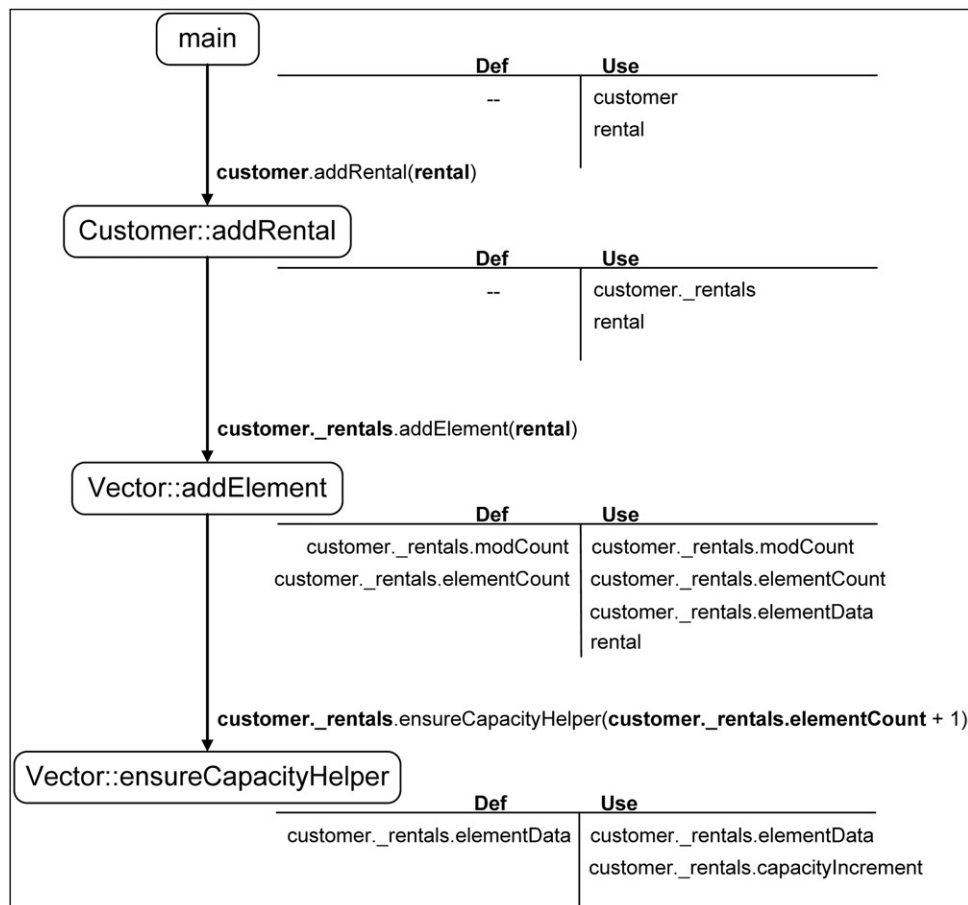 main
Def Use
-- customer
rental
customer.addRental(rental)
Customer::addRental
Def Use
-- customer._rentals
rental
customer._rentals.addElement(rental)
Vector::addElement
Def Use
customer._rentals.modCount customer._rentals.modCount
customer._rentals.elementCount customer._rentals.elementCount
customer._rentals.elementData
rental
customer._rentals.ensureCapacityHelper(customer._rentals.elementCount + 1)
Vector::ensureCapacityHelper
Def Use
customer._rentals.elementData customer._rentals.elementData
customer._rentals.capacityIncrement